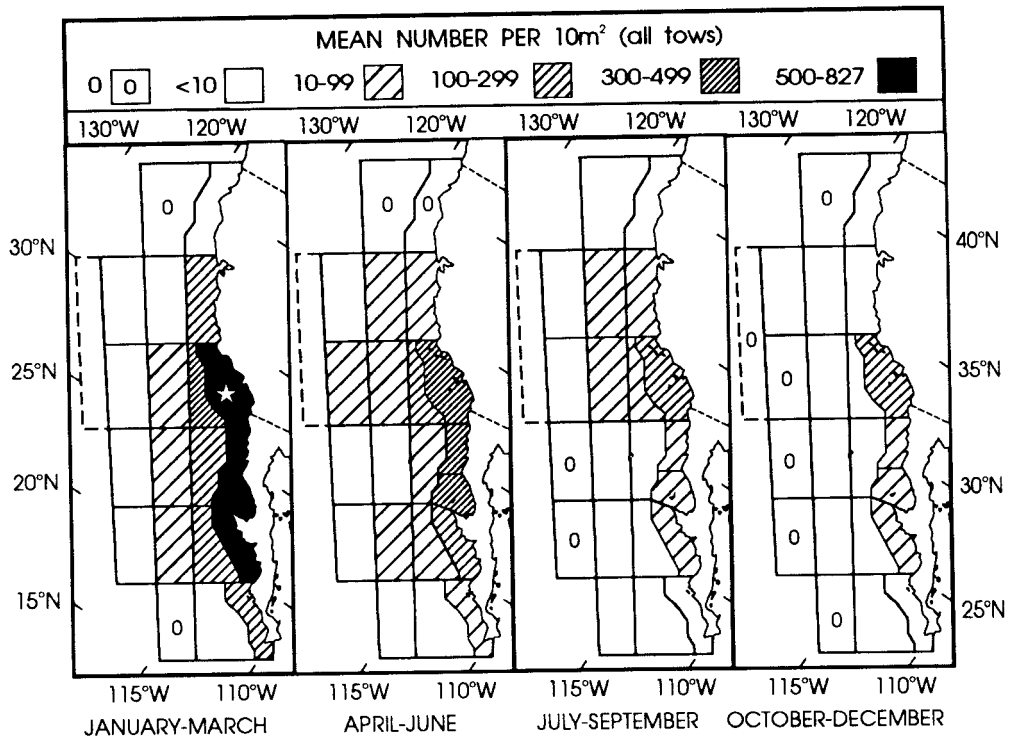 MEAN NUMBER PER 10m² (all tows)
0 0 <10 10-99 100-299 300-499 500-827
130°W 120°W 130°W 120°W 130°W 120°W 130°W 120°W
0 0 0 0
30°N 40°N
0
25°N 0 35°N
0 0
20°N 30°N
0 0
15°N 0 0 25°N
115°W 110°W 115°W 110°W 115°W 110°W 115°W 110°W
JANUARY-MARCH APRIL-JUNE JULY-SEPTEMBER OCTOBER-DECEMBER